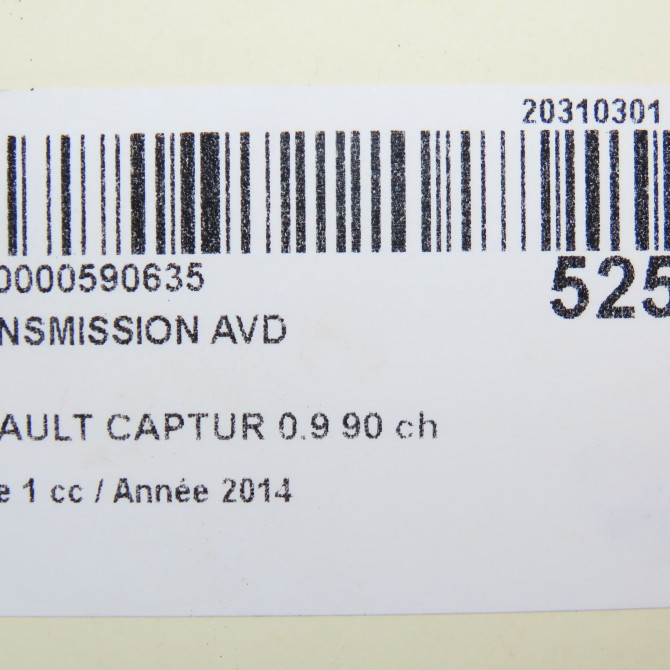 20310301
0000590635
525
NSMISSION AVD
AULT CAPTUR 0.9 90 ch
e 1 cc / Année 2014